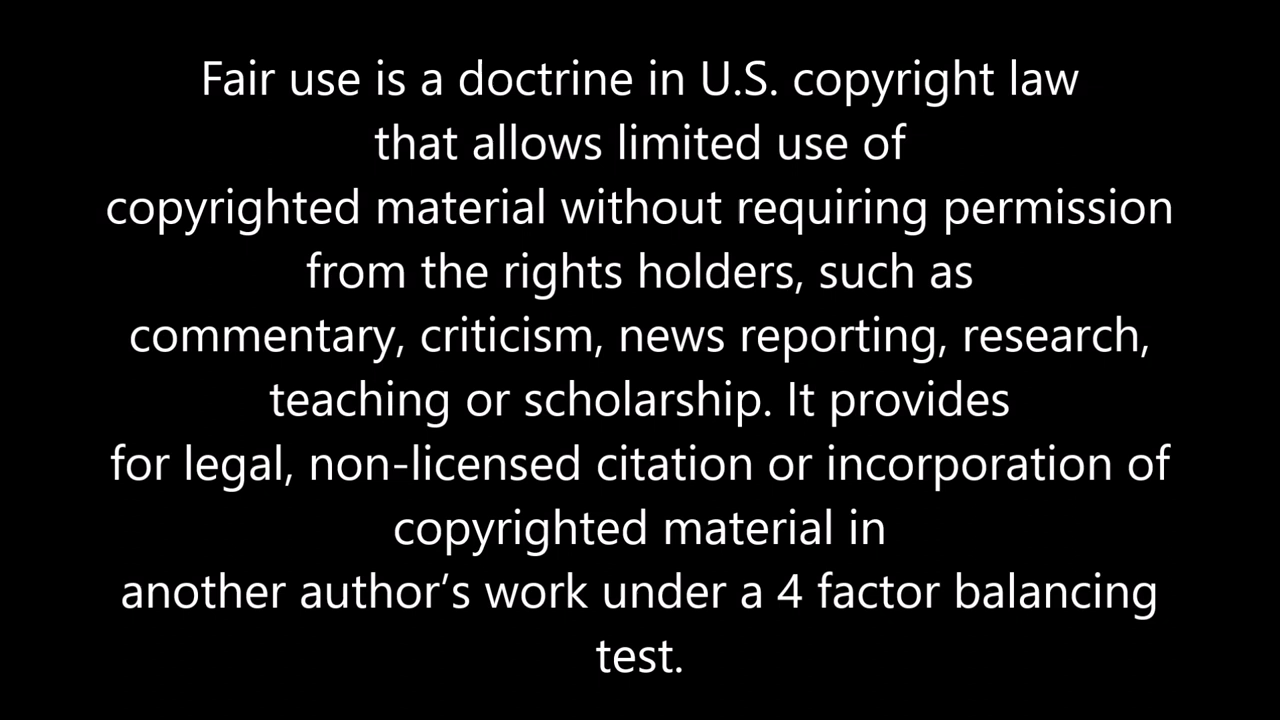 Fair use is a doctrine in U.S. copyright law
that allows limited use of
copyrighted material without requiring permission
from the rights holders, such as
commentary, criticism, news reporting, research,
teaching or scholarship. It provides
for legal, non-licensed citation or incorporation of
copyrighted material in
another author’s work under a 4 factor balancing
test.